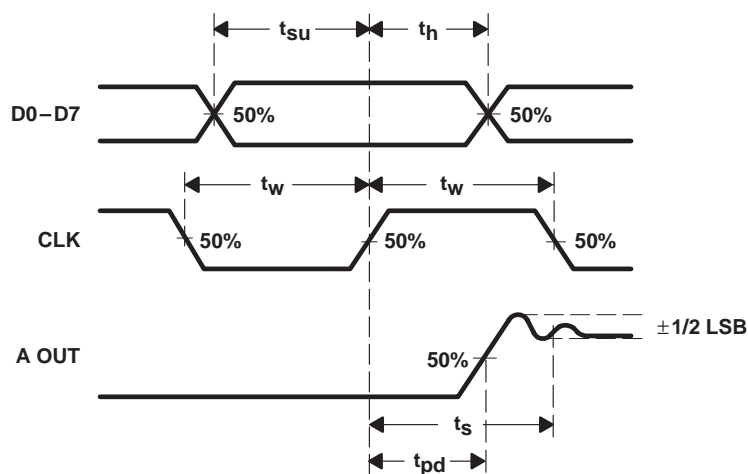 tsu
th
D0–D7
50%
50%
tw
tw
CLK
50%
50%
50%
±1/2 LSB
A OUT
50%
ts
tpd